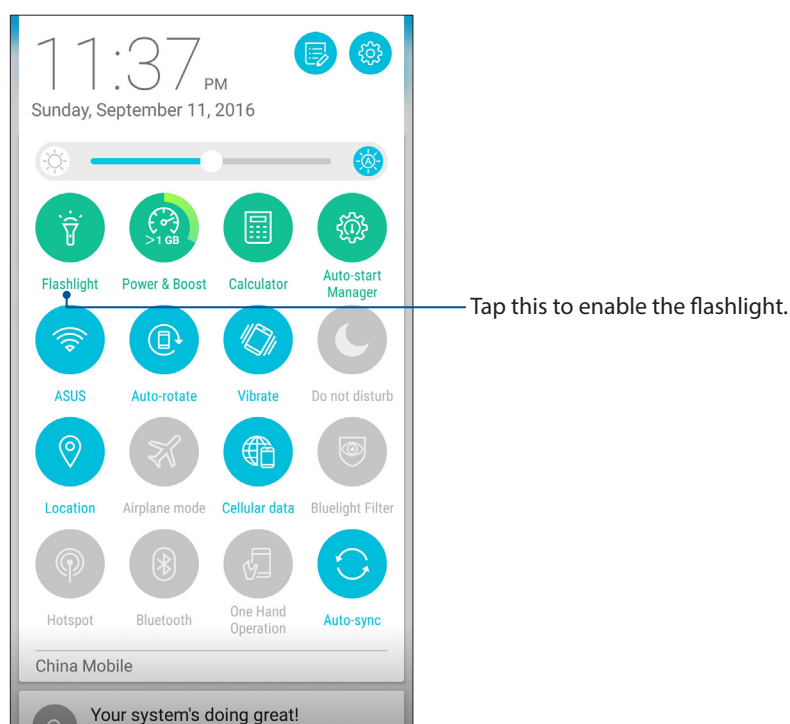 11:37 PM
Sunday, September 11, 2016
A
>1 GB
Flashlight Power & Boost Calculator Auto-start
Manager
Tap this to enable the flashlight.
ASUS Auto-rotate Vibrate Do not disturb
Location Airplane mode Cellular data Bluelight Filter
Hotspot Bluetooth One Hand
Operation Auto-sync
China Mobile
Your system's doing great!